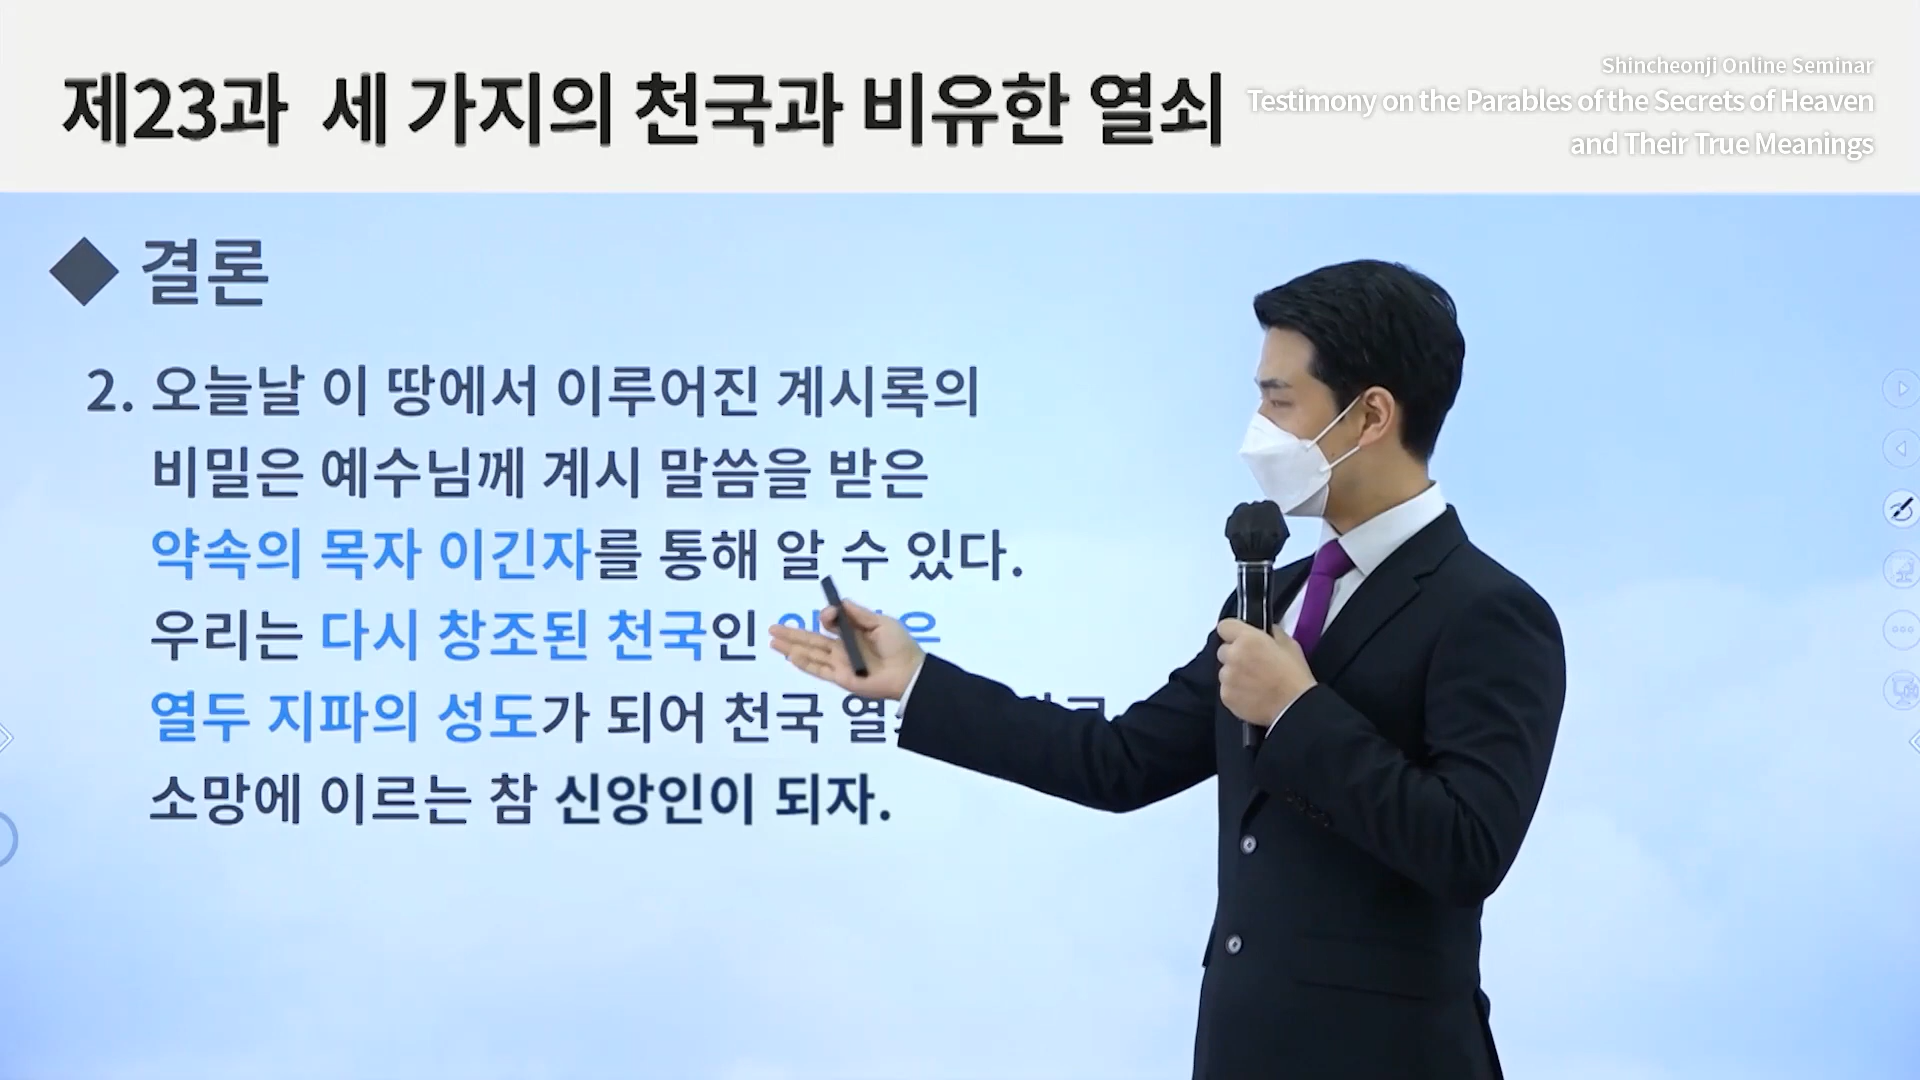 제23과 세 가지의 천국과 비유한 열쇠
Shincheonji Online Seminar
Testimony on the Parables of the Secrets of Heaven
and Their True Meanings
◆ 결론
2. 오늘날 이 땅에서 이루어진 계시록의
비밀은 예수님께 계시 말씀을 받은
약속의 목자 이긴자를 통해 알 수 있다.
우리는 다시 창조된 천국인
열두 지파의 성도가 되어 천국
소망에 이르는 참 신앙인이 되자.